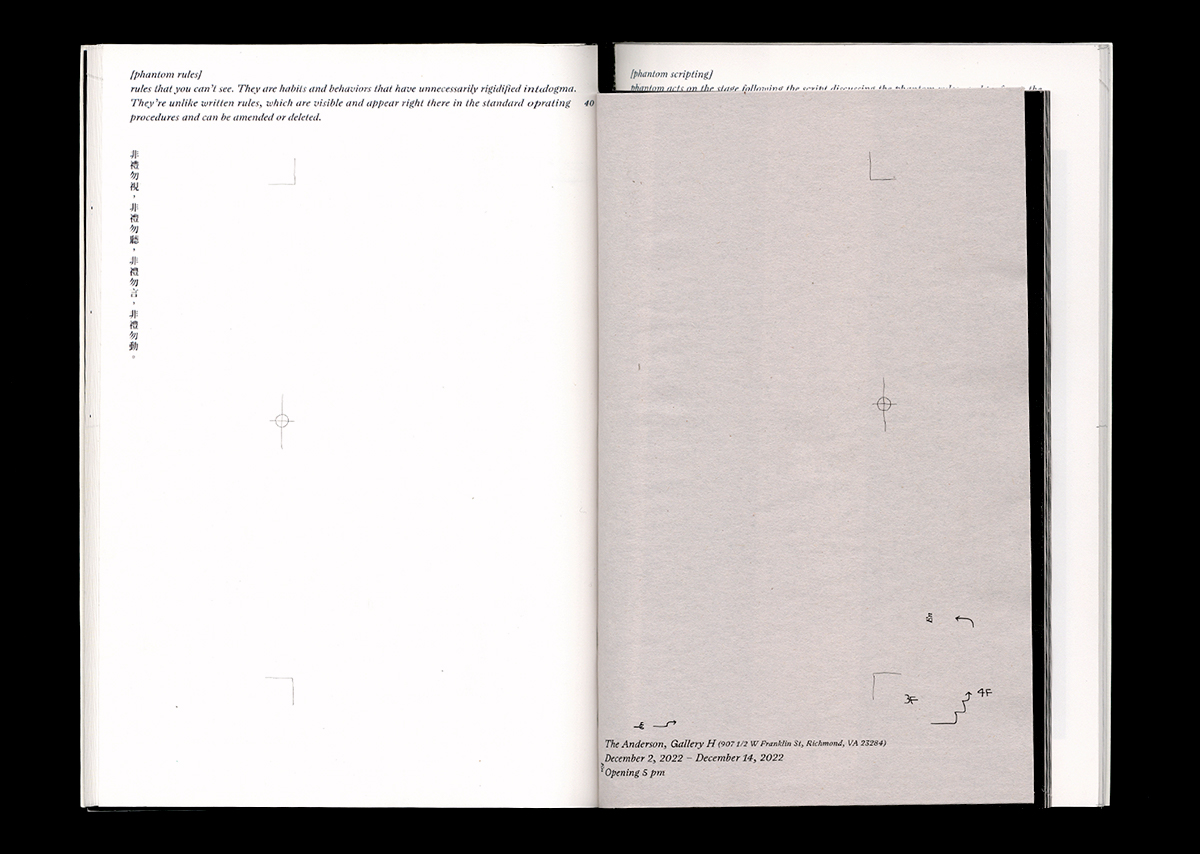 [phantom rules]
rules that you can't see. They are habits and behaviors that have unnecessarily rigidified intadogma.
They're unlike written rules, which are visible and appear right there in the standard oprating
procedures and can be amended or deleted.
40
非禮勿視，非禮勿聽，非禮勿言，非禮勿動。
[phantom scripting]
phantom acts on the stage following the script discussing the phantom rules
En
3F
4F
The Anderson, Gallery H (907 1/2 W Franklin St, Richmond, VA 23284)
December 2, 2022 – December 14, 2022
Opening 5 pm